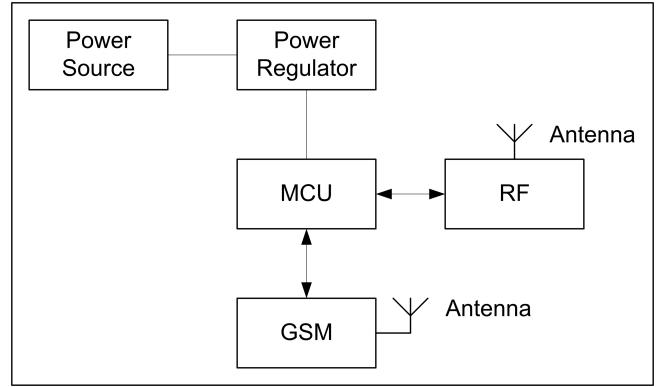 Power
Source
Power
Regulator
Antenna
MCU
RF
Antenna
GSM